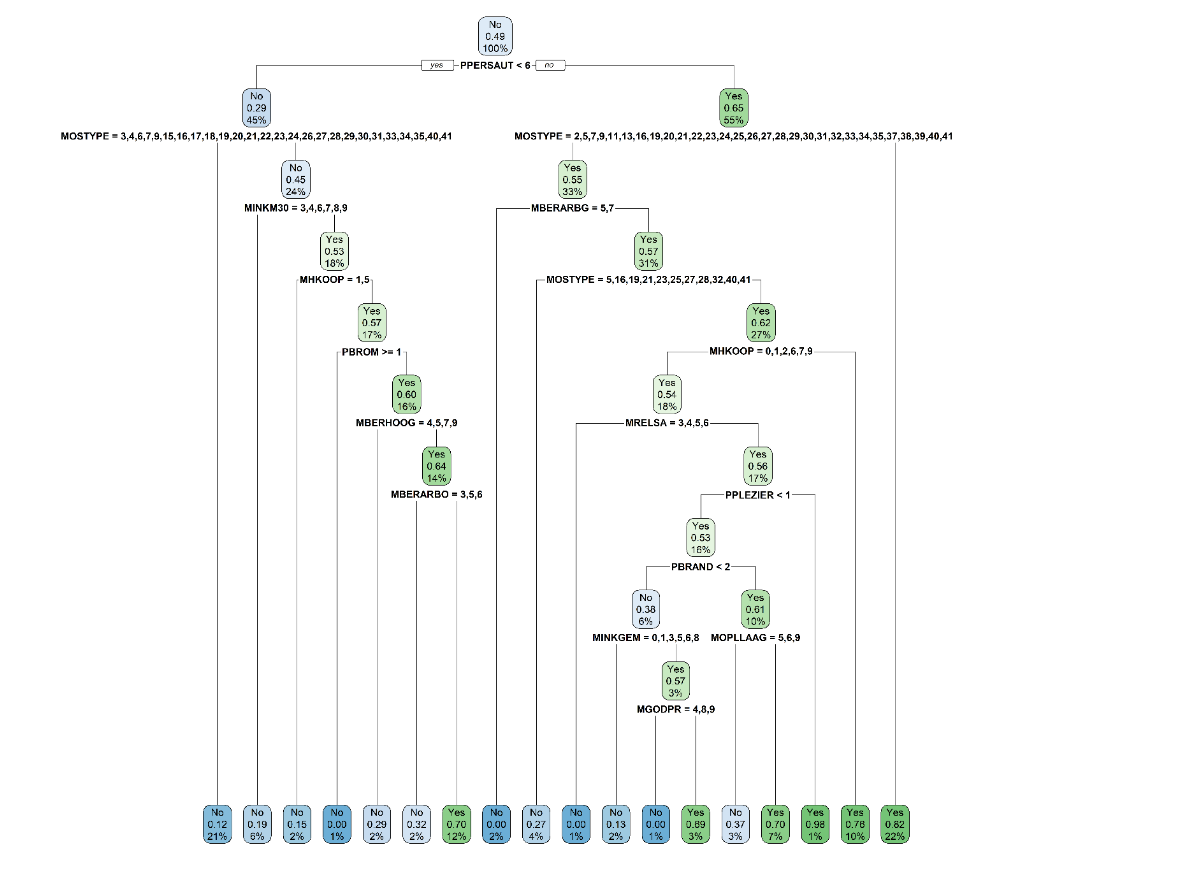 No
0.49
100%
yes PPERSAUT < 6 no
No
0.29
45%
Yes
0.65
55%
MOSTYPE = 3,4,6,7,9,15,16,17,18,19,20,21,22,23,24,26,27,28,29,30,31,33,34,35,40,41
MOSTYPE = 2,5,7,9,11,13,16,19,20,21,22,23,24,25,26,27,28,29,30,31,32,33,34,35,37,38,39,40,41
No
0.45
24%
Yes
0.55
33%
MINKM30 = 3,4,6,7,8,9
MBERARBG = 5,7
Yes
0.53
18%
Yes
0.57
31%
MHKOOP = 1,5
MOSTYPE = 5,16,19,21,23,25,27,28,32,40,41
Yes
0.57
17%
Yes
0.62
27%
PBROM >= 1
MHKOOP = 0,1,2,6,7,9
Yes
0.60
16%
Yes
0.54
18%
MBERHOOG = 4,5,7,9
MRELSA = 3,4,5,6
Yes
0.64
14%
Yes
0.56
17%
MBERARBO = 3,5,6
PPLEZIER < 1
Yes
0.53
16%
PBRAND < 2
No
0.38
6%
Yes
0.61
10%
MINKGEM = 0,1,3,5,6,8
MOPLLAAG = 5,6,9
Yes
0.57
3%
MGODPR = 4,8,9
No
0.12
21%
No
0.19
6%
No
0.15
2%
No
0.00
1%
No
0.29
2%
No
0.32
2%
Yes
0.70
12%
No
0.00
2%
No
0.27
4%
No
0.00
1%
No
0.13
2%
No
0.00
1%
Yes
0.89
3%
No
0.37
3%
Yes
0.70
7%
Yes
0.98
1%
Yes
0.78
10%
Yes
0.82
22%